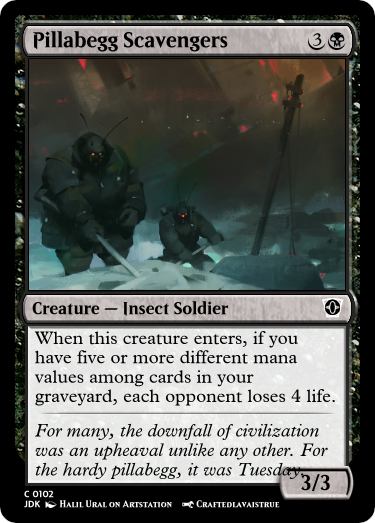 Pillabegg Scavengers 3
Creature — Insect Soldier
When this creature enters, if you
have five or more different mana
values among cards in your
graveyard, each opponent loses 4 life.
For many, the downfall of civilization
was an upheaval unlike any other. For
the hardy pillabegg, it was Tuesday.
3/3
C 0102
JDK Halil Ural on Artstation Craftedlavaistrue